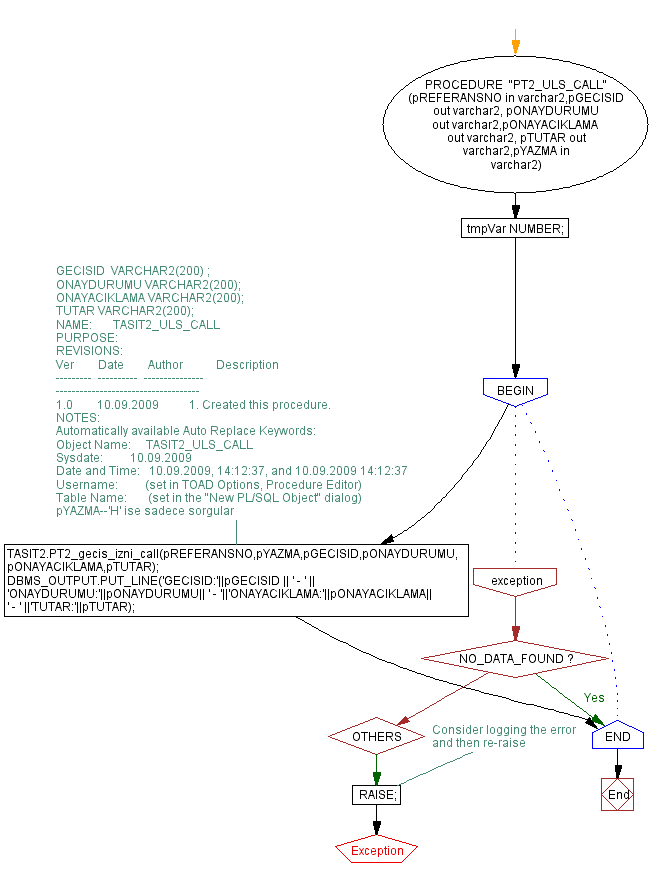 PROCEDURE "PT2_ULS_CALL"
(pREFERANSNO in varchar2,pGECISID
out varchar2, pONAYDURUMU
out varchar2,pONAYACIKLAMA
out varchar2, pTUTAR out
varchar2,pYAZMA in
varchar2)
tmpVar NUMBER;
GECISID VARCHAR2(200) ;
ONAYDURUMU VARCHAR2(200);
ONAYACIKLAMA VARCHAR2(200);
TUTAR VARCHAR2(200);
NAME: TASIT2_ULS_CALL
PURPOSE:
REVISIONS:
Ver Date Author Description
--------- ---------- ---------------
------------------------------------
1.0 10.09.2009 1. Created this procedure.
NOTES:
Automatically available Auto Replace Keywords:
Object Name: TASIT2_ULS_CALL
Sysdate: 10.09.2009
Date and Time: 10.09.2009, 14:12:37, and 10.09.2009 14:12:37
Username: (set in TOAD Options, Procedure Editor)
Table Name: (set in the "New PL/SQL Object" dialog)
pYAZMA--'H' ise sadece sorgular
BEGIN
TASIT2.PT2_gecis_izni_call(pREFERANSNO,pYAZMA,pGECISID,pONAYDURUMU,
pONAYACIKLAMA,pTUTAR);
DBMS_OUTPUT.PUT_LINE('GECISID:'||pGECISID || ' - ' ||
'ONAYDURUMU:'||pONAYDURUMU|| ' - '||'ONAYACIKLAMA:'||pONAYACIKLAMA||
' - ' ||'TUTAR:'||pTUTAR);
exception
NO_DATA_FOUND ?
Yes
OTHERS
Consider logging the error
and then re-raise
END
RAISE;
End
Exception